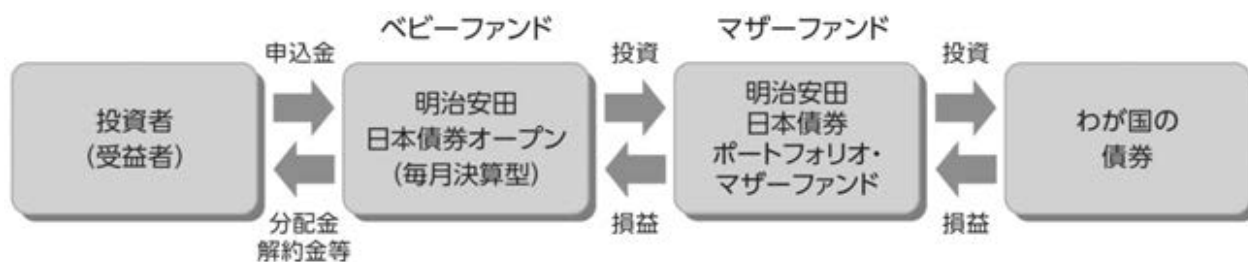 ベビーファンド
マザーファンド
申込金
投資
投資
投資者
(受益者)
明治安田
日本債券オープン
(毎月決算型)
明治安田
日本債券
ポートフォリオ・
マザーファンド
わが国の
債券
分配金
解約金等
損益
損益